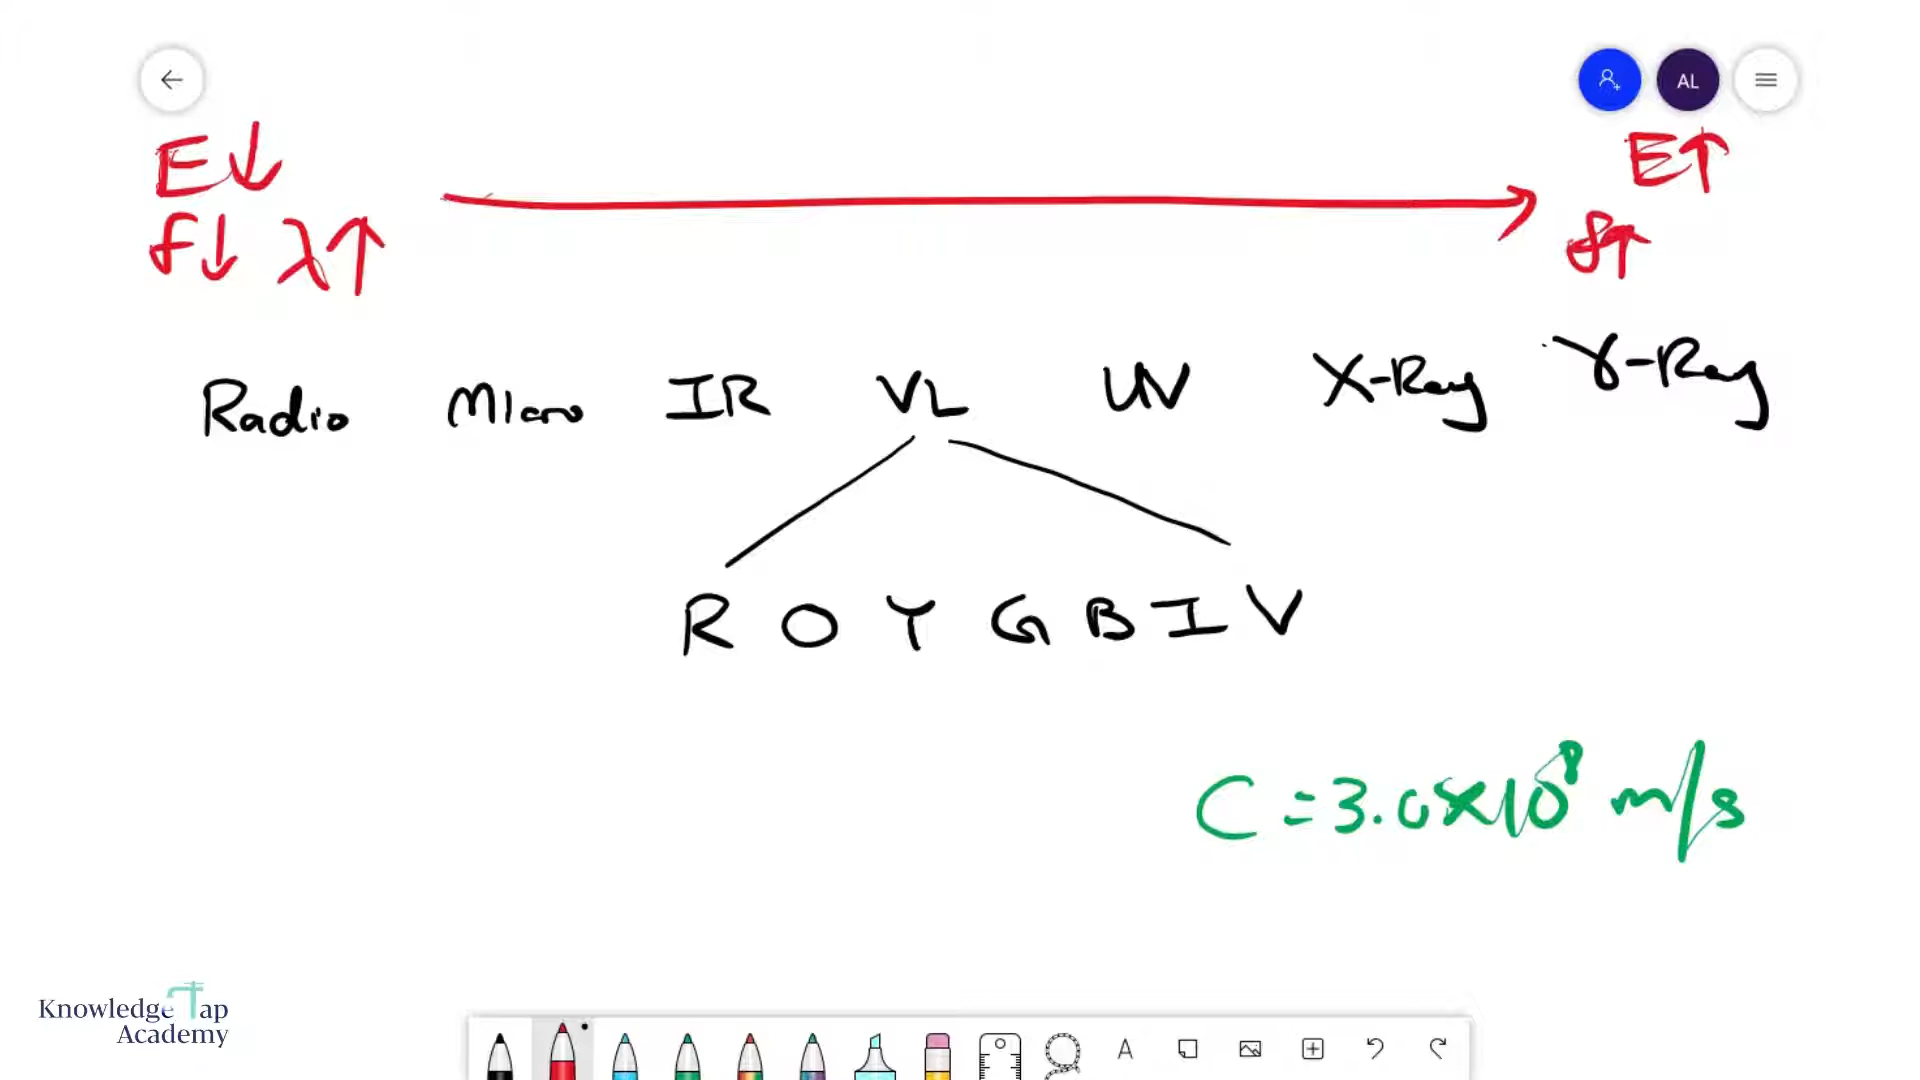 AL
E↓ E↑
f↓ λ↑ f↑
Radio Micro IR VL UV X-Ray γ-Ray
R O Y G B I V
C = 3.0×10⁸ m/s
Knowledge Tap
Academy
A